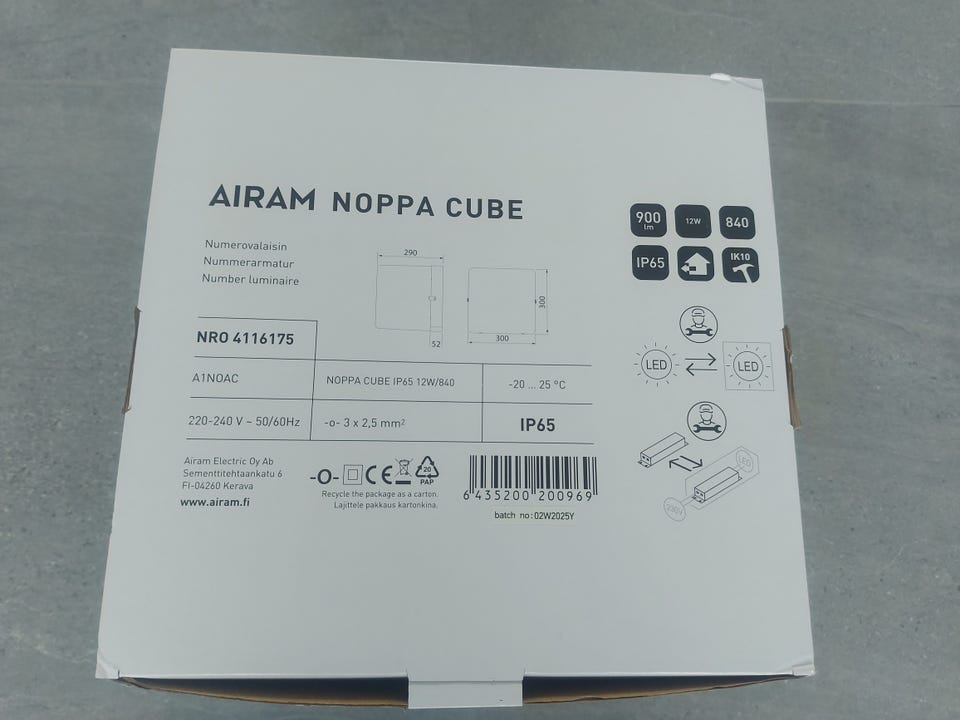 AIRAM NOPPA CUBE
Numerovalaisin
Nummerarmatur
Number luminaire
290
52
300
300
900 lm
12W
840
IP65
IK10
NRO 4116175
A1NOAC
NOPPA CUBE IP65 12W/840
-20 ... 25 °C
220-240 V ~ 50/60Hz
-o- 3 x 2,5 mm²
IP65
LED
LED
LED
230V
Airam Electric Oy Ab
Sementtitehtaankatu 6
FI-04260 Kerava
www.airam.fi
-O-
CE
20
PAP
Recycle the package as a carton.
Lajittele pakkaus kartonkina.
6 435200 200969
batch no: 02W2025Y